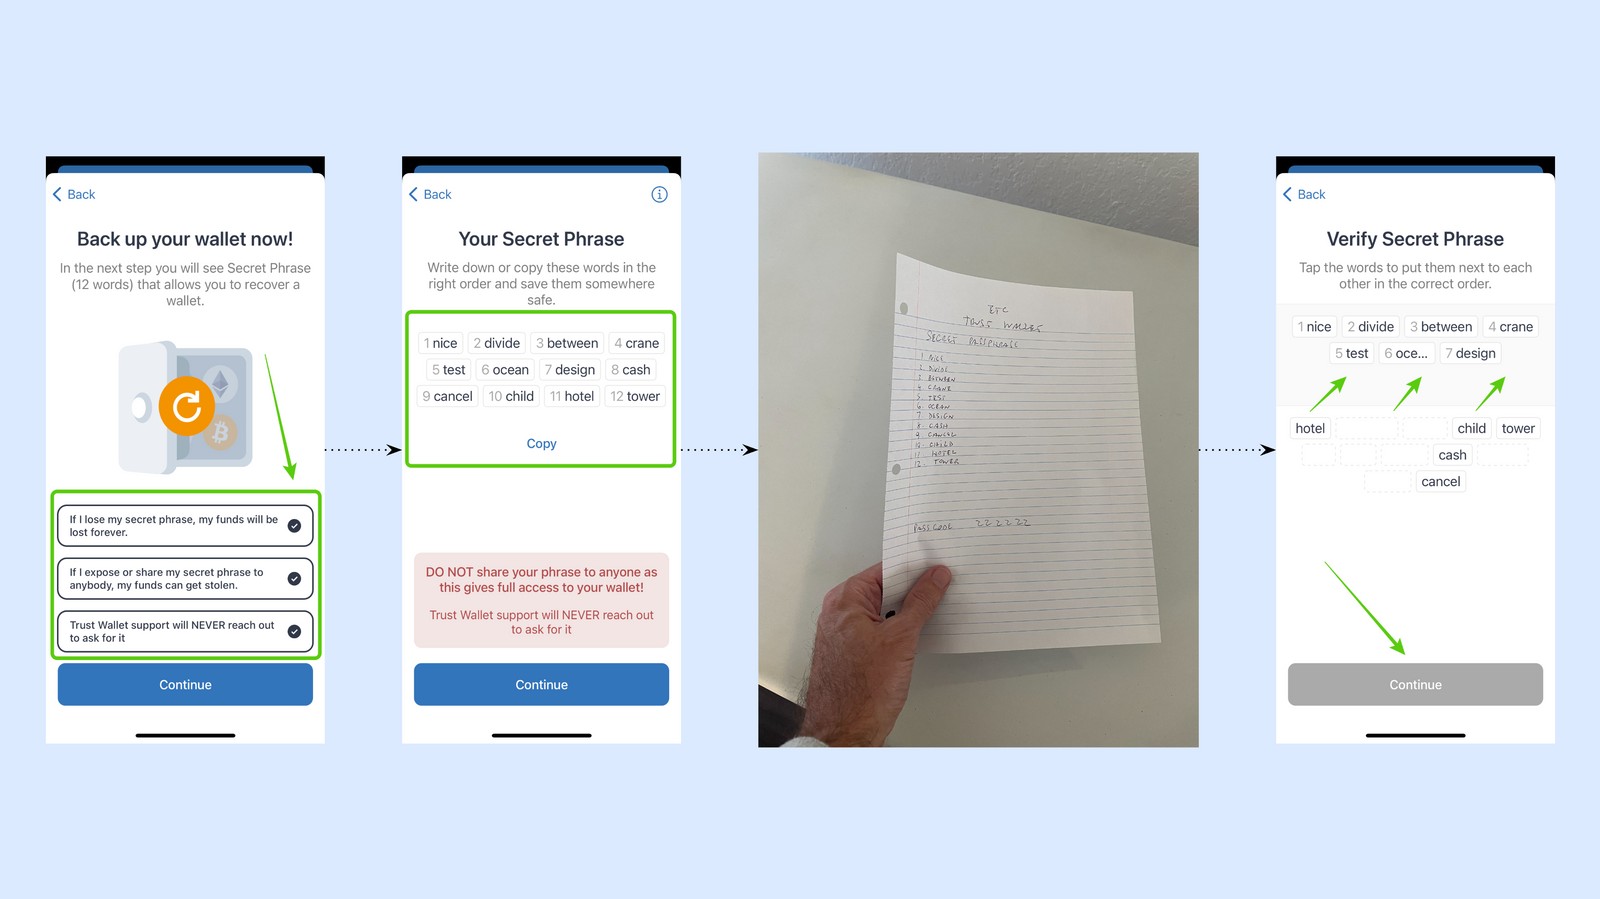 Back
Back up your wallet now!
In the next step you will see Secret Phrase
(12 words) that allows you to recover a
wallet.
If I lose my secret phrase, my funds will be
lost forever.
If I expose or share my secret phrase to
anybody, my funds can get stolen.
Trust Wallet support will NEVER reach out
to ask for it
Continue
Back
Your Secret Phrase
Write down or copy these words in the
right order and save them somewhere
safe.
1 nice 2 divide 3 between 4 crane
5 test 6 ocean 7 design 8 cash
9 cancel 10 child 11 hotel 12 tower
Copy
DO NOT share your phrase to anyone as
this gives full access to your wallet!
Trust Wallet support will NEVER reach out
to ask for it
Continue
ETC
TRUST WALLET
SECRET PASSPHRASE
1 NICE
2 DIVIDE
3 BETWEEN
4 CRANE
5 TEST
6 OCEAN
7 DESIGN
8 CASH
9 CANCEL
10 CHILD
11 HOTEL
12 TOWER
PASSCODE 222222
Back
Verify Secret Phrase
Tap the words to put them next to each
other in the correct order.
1 nice 2 divide 3 between 4 crane
5 test 6 oce... 7 design
hotel child tower
cash
cancel
Continue